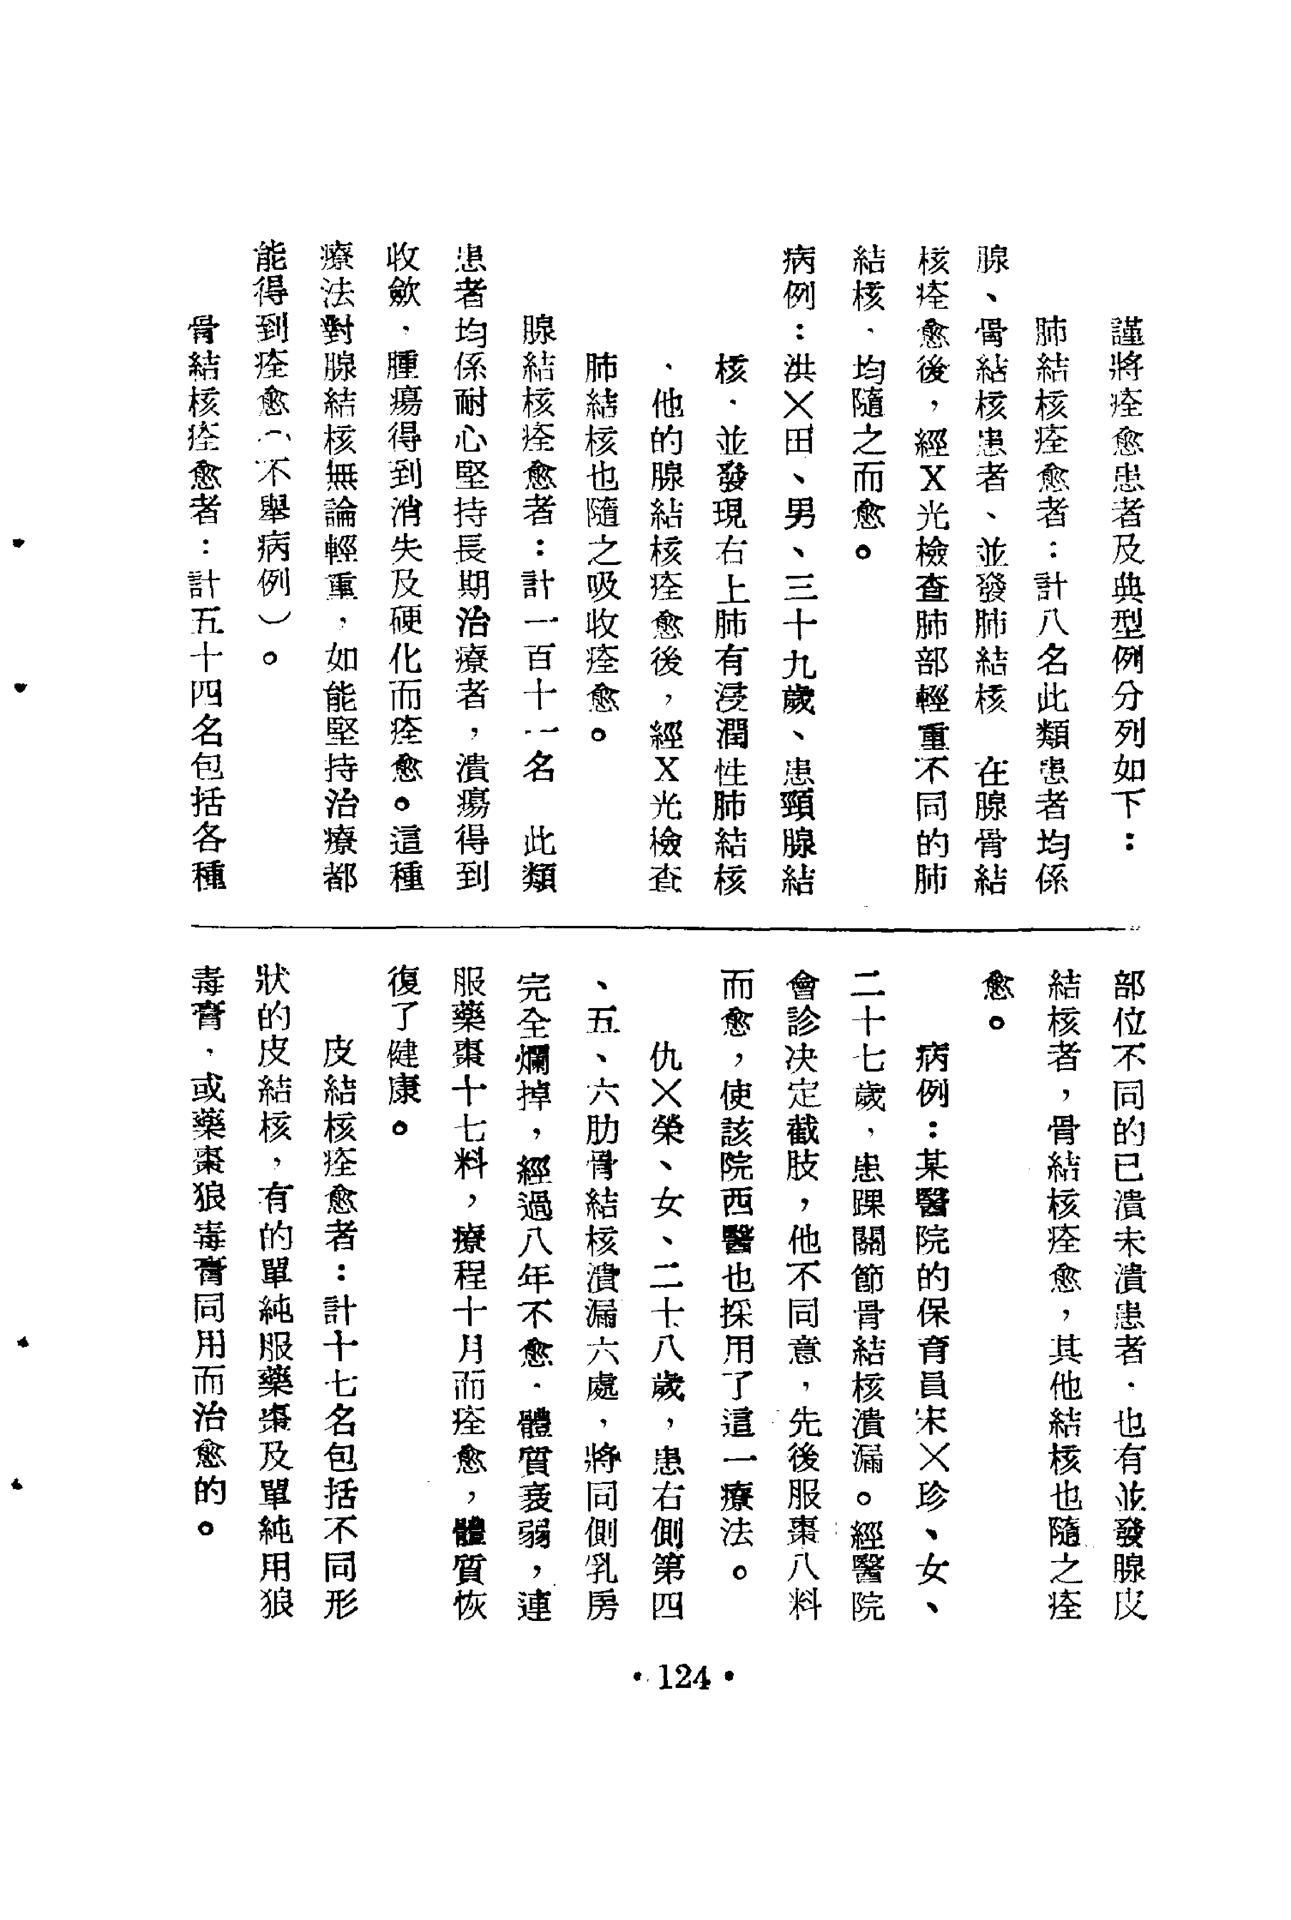 謹將痊愈患者及典型例分列如下：
肺結核痊愈者：計八名此類患者均係
腺、骨結核患者、並發肺結核　在腺骨結
核痊愈後，經X光檢查肺部輕重不同的肺
結核．均隨之而愈。
病例：洪×田、男、三十九歲、患頸腺結
核．並發現右上肺有浸潤性肺結核
、他的腺結核痊愈後，經X光檢查
肺結核也隨之吸收痊愈。
腺結核痊愈者：計一百十一名　此類
患者均係耐心堅持長期治療者，潰瘍得到
收斂．腫瘍得到消失及硬化而痊愈。這種
療法對腺結核無論輕重，如能堅持治療都
能得到痊愈（不舉病例）。
骨結核痊愈者：計五十四名包括各種
部位不同的已潰未潰患者．也有並發腺皮
結核者，骨結核痊愈，其他結核也隨之痊
愈。
病例：某醫院的保育員宋×珍、女、
二十七歲，患踝關節骨結核潰漏。經醫院
會診决定截肢，他不同意，先後服棗八料
而愈，使該院西醫也採用了這一療法。
仇×榮、女、二十八歲，患右側第四
、五、六肋骨結核潰漏六處，將同側乳房
完全爛掉，經過八年不愈．體質衰弱，連
服藥棗十七料，療程十月而痊愈，體質恢
復了健康。
皮結核痊愈者：計十七名包括不同形
狀的皮結核，有的單純服藥棗及單純用狼
毒膏．或藥棗狼毒膏同用而治愈的。
• 124 •